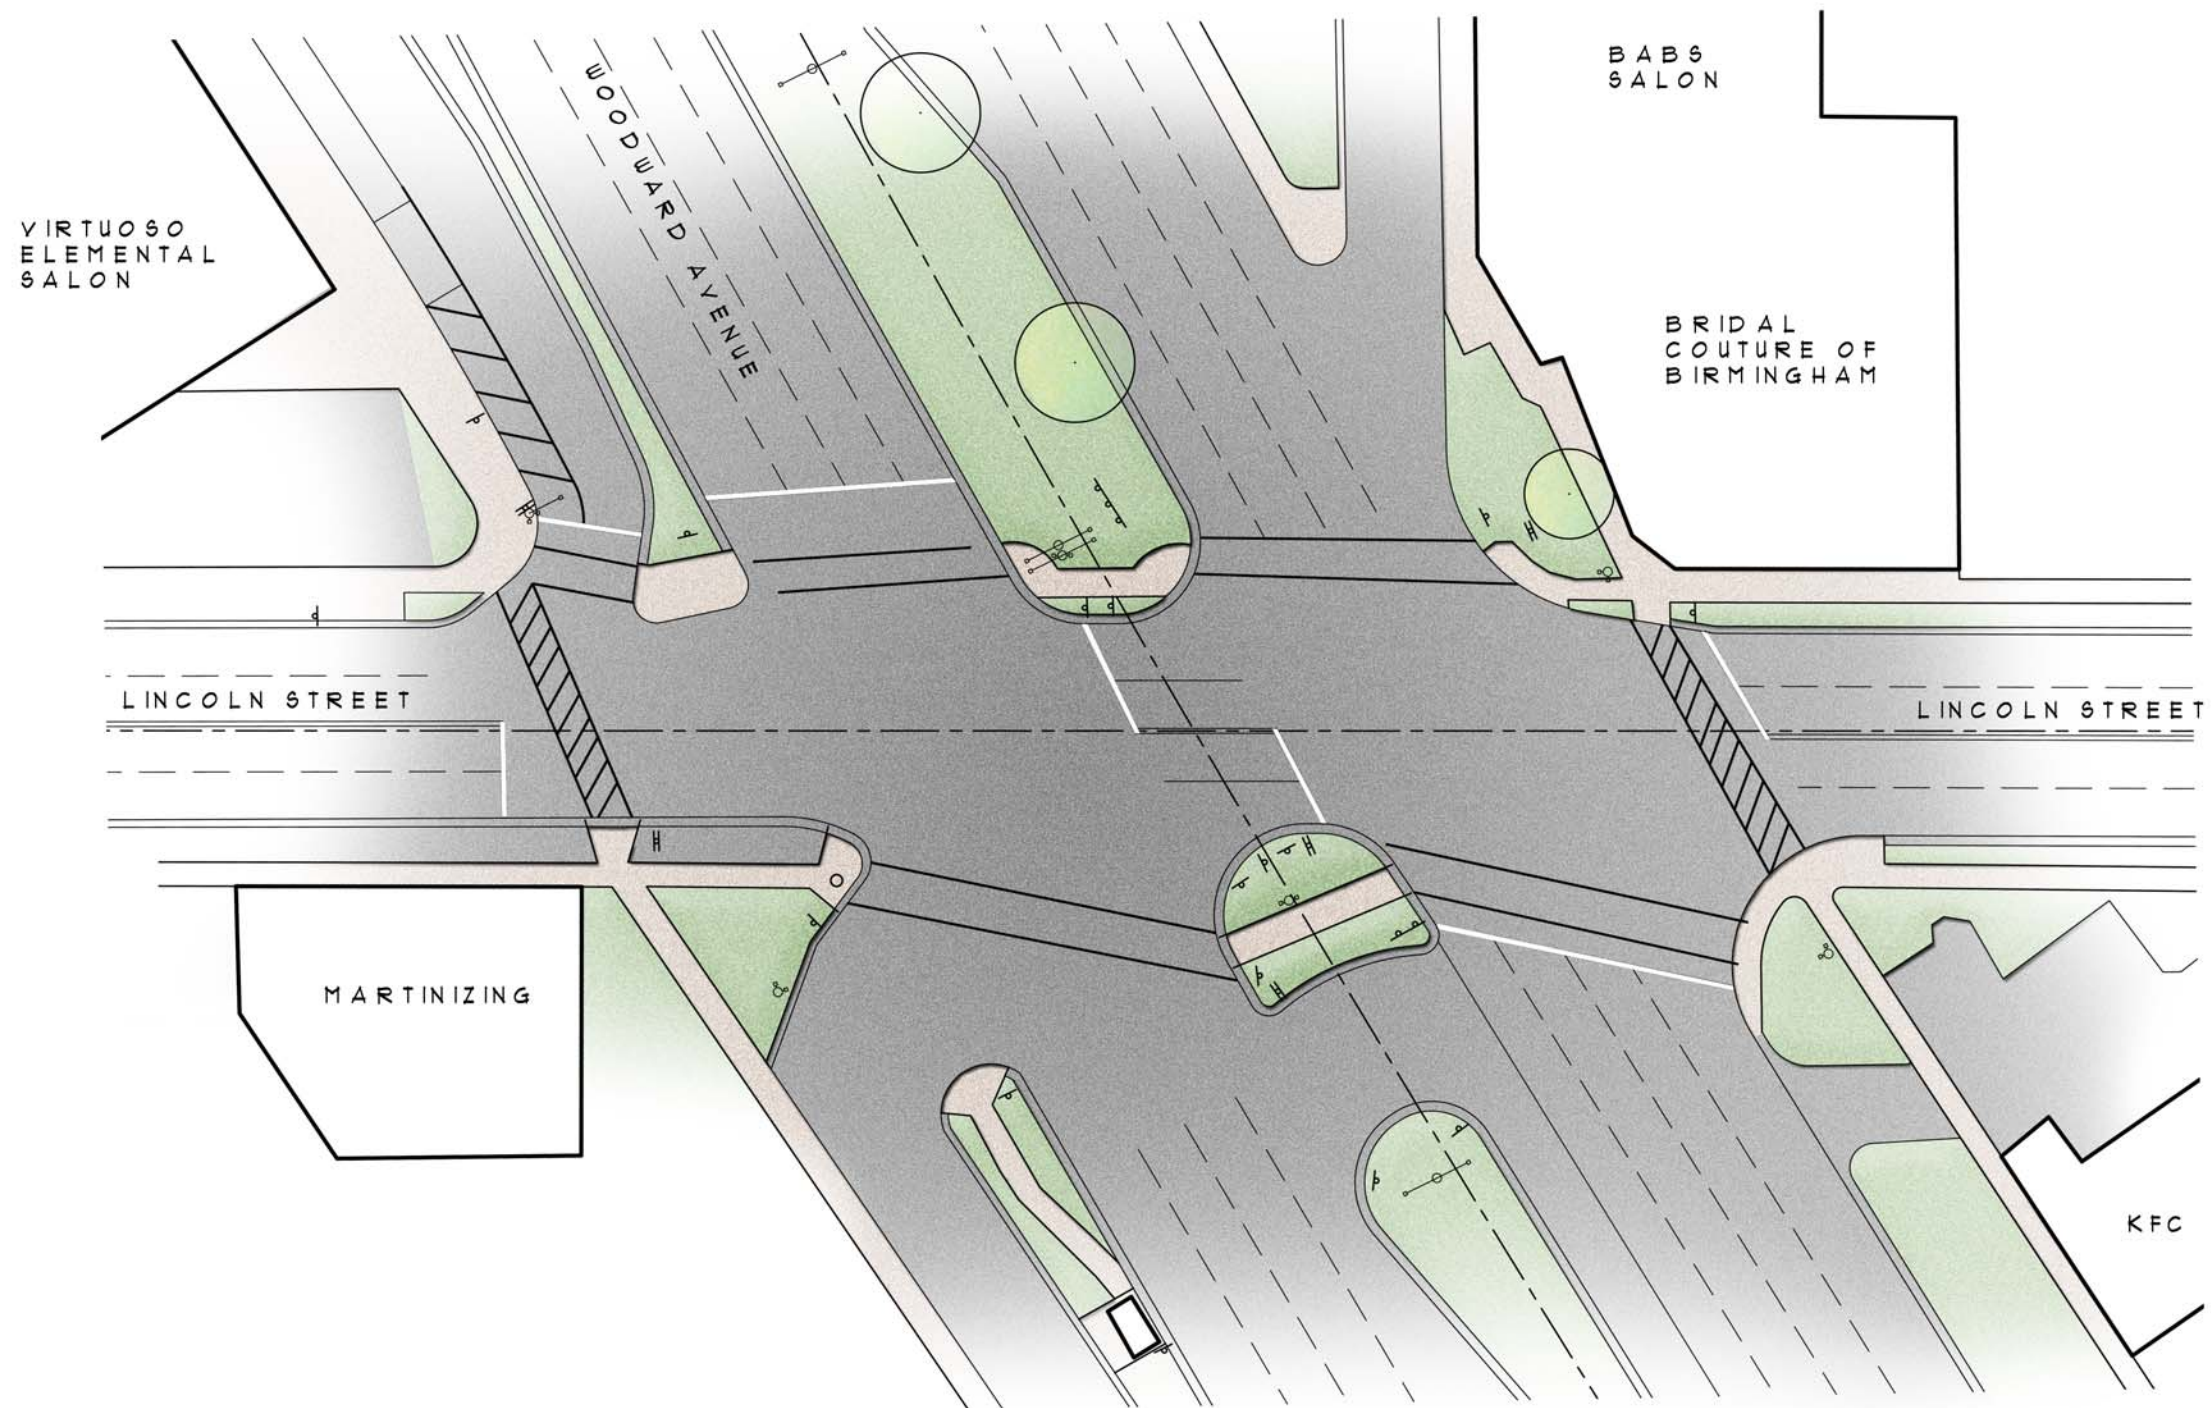 BABS
SALON
WOODWARD AVENUE
VIRTUOSO
ELEMENTAL
SALON
BRIDAL
COUTURE OF
BIRMINGHAM
LINCOLN STREET
LINCOLN STREET
MARTINIZING
KFC